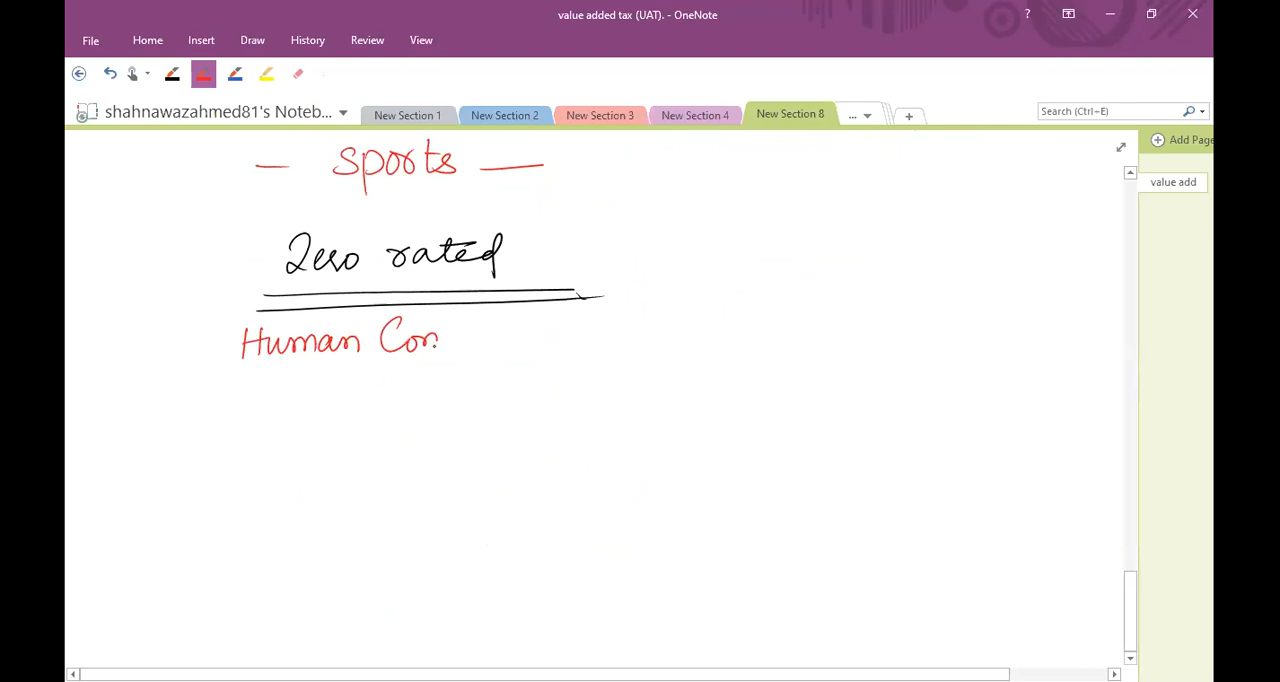 value added tax (UAT). - OneNote
?
File Home Insert Draw History Review View
shahnawazahmed81's Noteb... New Section 1 New Section 2 New Section 3 New Section 4 New Section 8 ... + Search (Ctrl+E)
+ Add Page
value add
— Sports —
Zero rated
Human Con